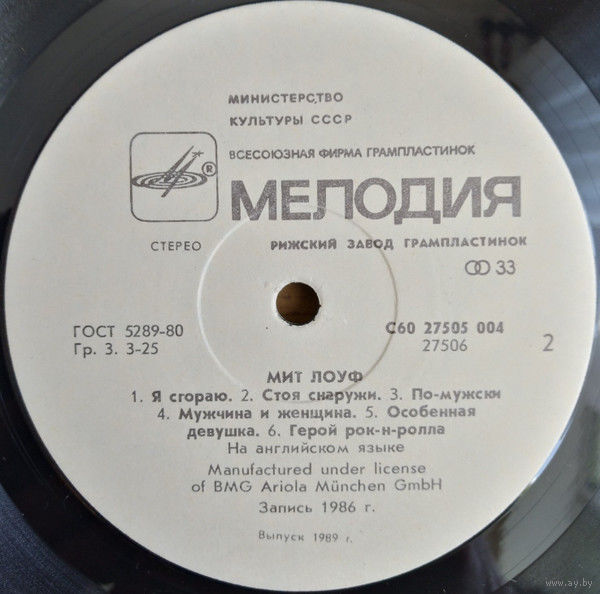 МИНИСТЕРСТВО
КУЛЬТУРЫ СССР
ВСЕСОЮЗНАЯ ФИРМА ГРАМПЛАСТИНОК
®
МЕЛОДИЯ
СТЕРЕО
РИЖСКИЙ ЗАВОД ГРАМПЛАСТИНОК
33
ГОСТ 5289-80
С60 27505 004
Гр. 3. 3-25
27506
2
МИТ ЛОУФ
1. Я сгораю. 2. Стоя снаружи. 3. По-мужски
4. Мужчина и женщина. 5. Особенная
девушка. 6. Герой рок-н-ролла
На английском языке
Manufactured under license
of BMG Ariola München GmbH
Запись 1986 г.
Выпуск 1989 г.
www.ay.by